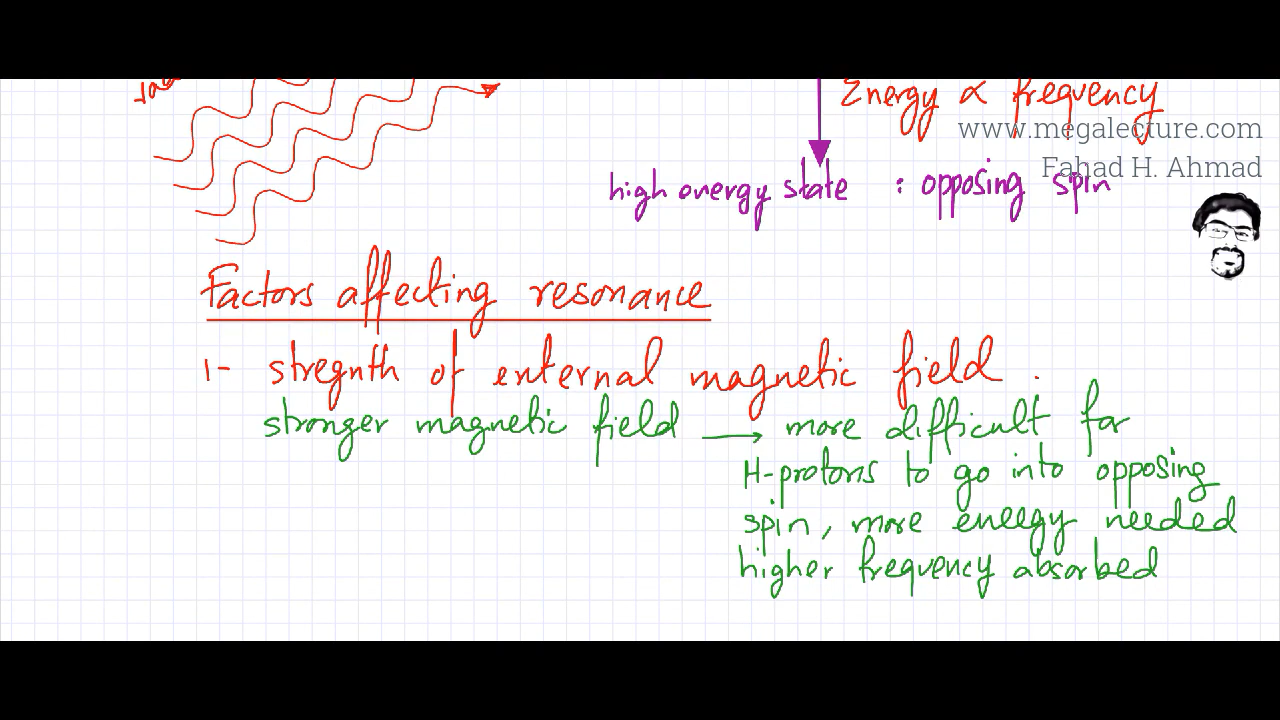 Energy ∝ frequency
www.megalecture.com
Fahad H. Ahmad
high energy state : opposing spin
Factors affecting resonance
1- stregnth of external magnetic field.
stronger magnetic field → more difficult for
H-protons to go into opposing
spin, more eneegy needed
higher frequency absorbed